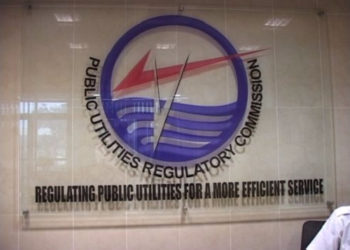 PUBLIC UTILITIES REGULATORY COMMISSION
REGULATING PUBLIC UTILITIES FOR A MORE EFFICIENT SERVICE